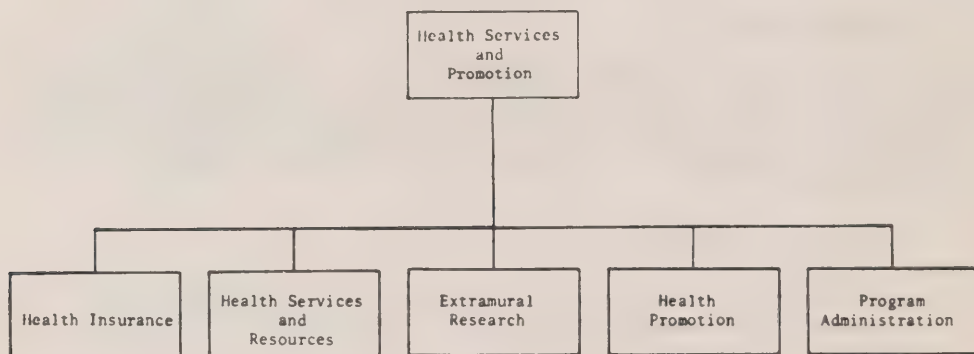 Health Services
and
Promotion
Health Insurance
Health Services
and
Resources
Extramural
Research
Health
Promotion
Program
Administration